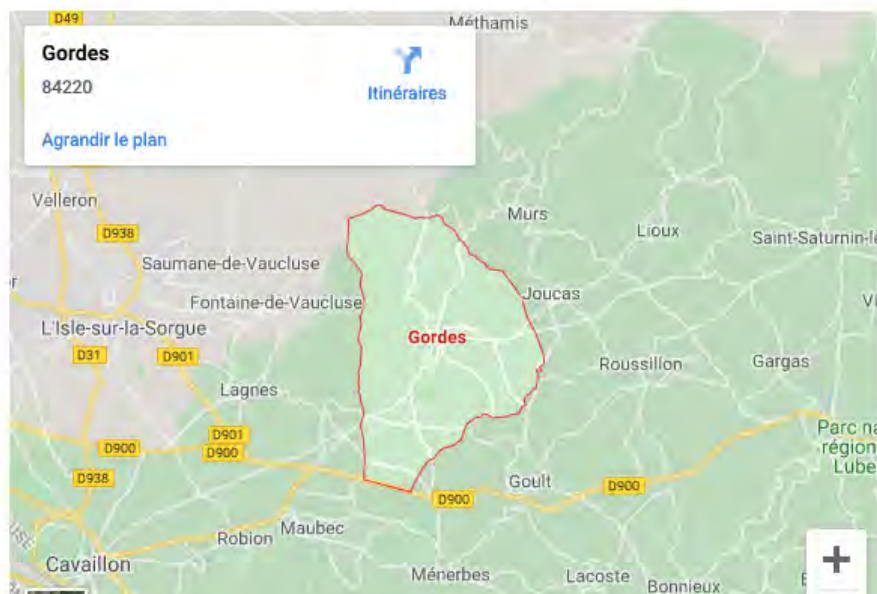 D49
Méthamis
Gordes
84220
Itinéraires
Agrandir le plan
Velleron
D938
Murs
Lioux
Saint-Saturnin-lè
Saumane-de-Vaucluse
Fontaine-de-Vaucluse
Joucas
L'Isle-sur-la-Sorgue
Gordes
D31
D901
Roussillon
Gargas
Lagnes
D901
D900
D900
Parc na
région
Lube
D938
Goult
D900
D900
Robion
Maubec
Cavaillon
Ménerbes
Lacoste
Bonnieux
+